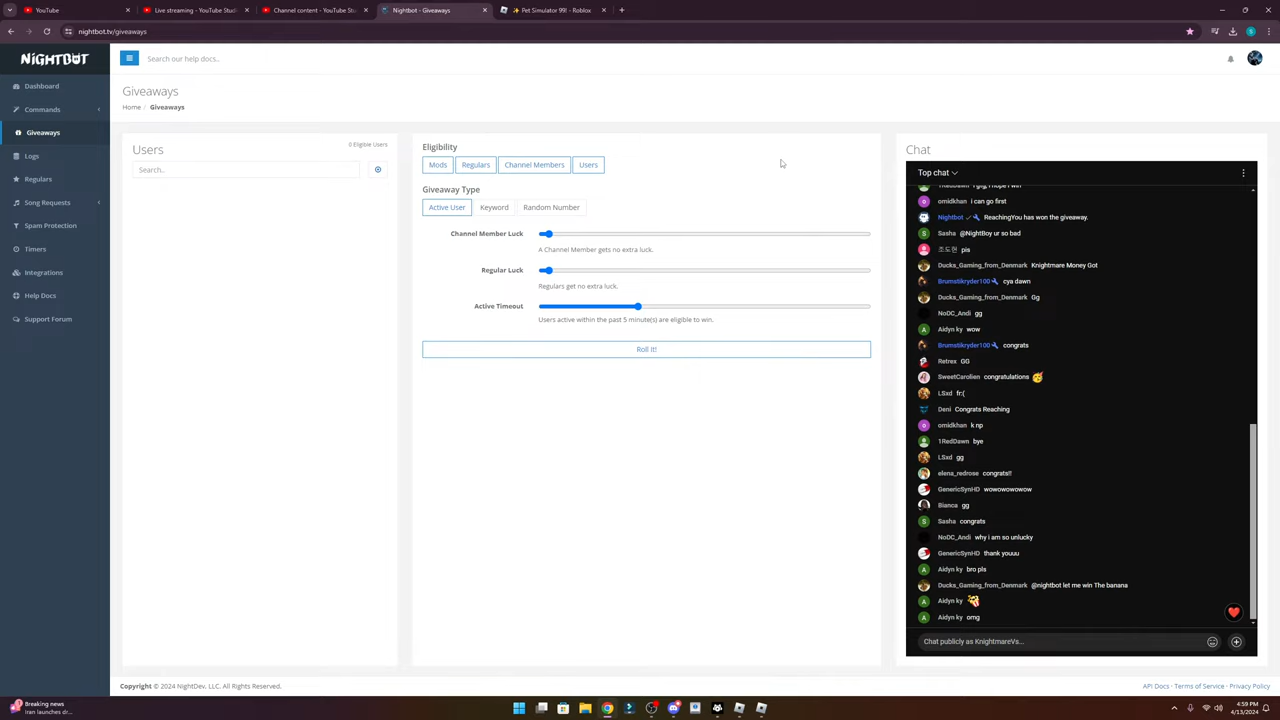 YouTube
Live streaming - YouTube Stud
Channel content - YouTube Stu
Nightbot - Giveaways
Pet Simulator 99! - Roblox
nightbot.tv/giveaways
NiGHTBOT
Search our help docs..
Dashboard
Commands
Giveaways
Logs
Regulars
Song Requests
Spam Protection
Timers
Integrations
Help Docs
Support Forum
Giveaways
Home / Giveaways
Users
0 Eligible Users
Search..
Eligibility
Mods
Regulars
Channel Members
Users
Giveaway Type
Active User
Keyword
Random Number
Channel Member Luck
A Channel Member gets no extra luck.
Regular Luck
Regulars get no extra luck.
Active Timeout
Users active within the past 5 minute(s) are eligible to win.
Roll It!
Chat
Top chat
omidkhan i can go first
Nightbot ReachingYou has won the giveaway.
Sasha @NightBoy ur so bad
조도현 pis
Ducks_Gaming_from_Denmark Knightmare Money Got
Brumstikryder100 cya dawn
Ducks_Gaming_from_Denmark Gg
NoDC_Andi gg
Aidyn ky wow
Brumstikryder100 congrats
Retrex GG
SweetCarolien congratulations 🥳
LSxd fr:(
Deni Congrats Reaching
omidkhan k np
1RedDawn bye
LSxd gg
elena_redrose congrats!!
GenericSynHD wowowowowow
Bianca gg
Sasha congrats
NoDC_Andi why i am so unlucky
GenericSynHD thank youuu
Aidyn ky bro pls
Ducks_Gaming_from_Denmark @nightbot let me win The banana
Aidyn ky
Aidyn ky omg
Chat publicly as KnightmareVs...
Copyright © 2024 NightDev, LLC. All Rights Reserved.
API Docs - Terms of Service - Privacy Policy
Breaking news
Iran launches dr...
4:59 PM
4/13/2024